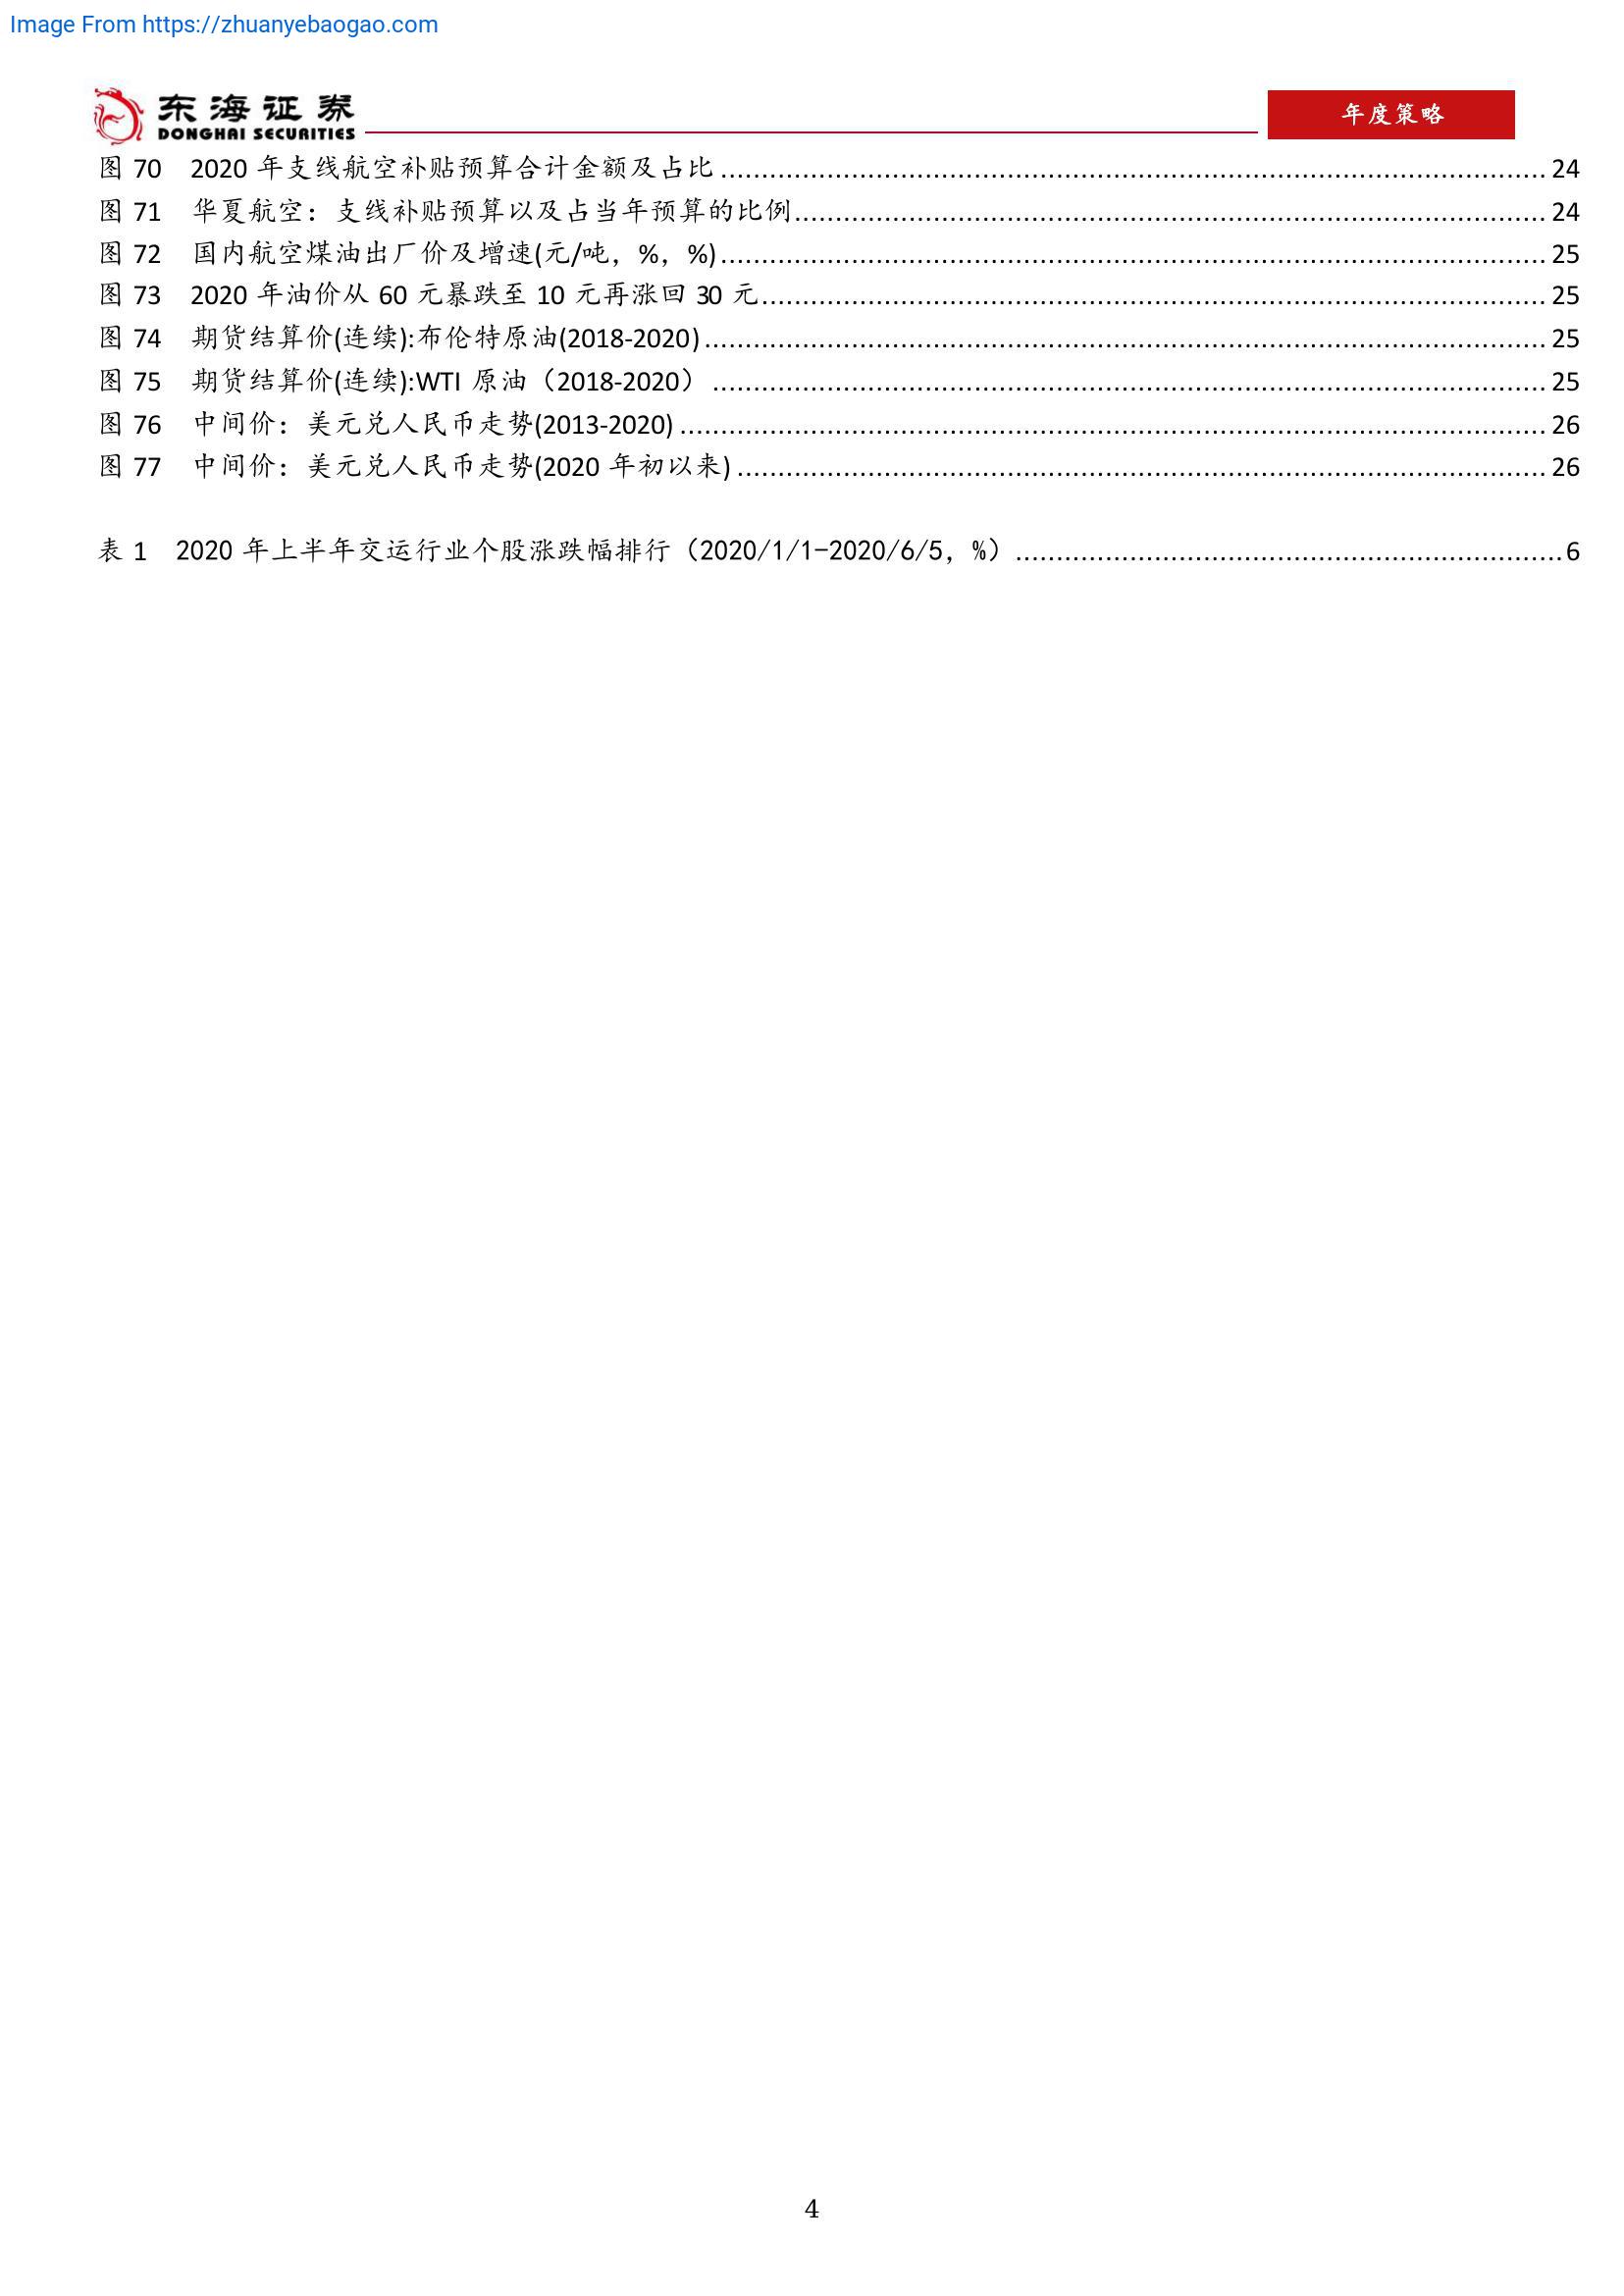 Image From https://zhuanyebaogao.com
东海证券
DONGHAI SECURITIES
年度策略
图 70 2020 年支线航空补贴预算合计金额及占比 24
图 71 华夏航空：支线补贴预算以及占当年预算的比例 24
图 72 国内航空煤油出厂价及增速(元/吨，%，%) 25
图 73 2020 年油价从 60 元暴跌至 10 元再涨回 30 元 25
图 74 期货结算价(连续):布伦特原油(2018-2020) 25
图 75 期货结算价(连续):WTI 原油（2018-2020） 25
图 76 中间价：美元兑人民币走势(2013-2020) 26
图 77 中间价：美元兑人民币走势(2020 年初以来) 26
表 1 2020 年上半年交运行业个股涨跌幅排行（2020/1/1-2020/6/5，%） 6
4